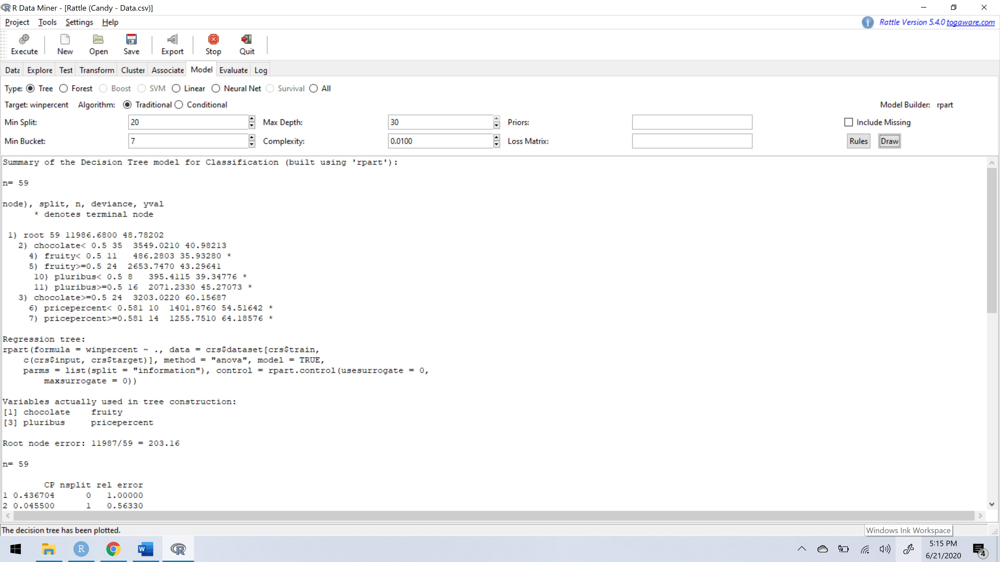 R Data Miner - [Rattle (Candy - Data.csv)]
Project Tools Settings Help
Rattle Version 5.4.0 togaware.com
Execute New Open Save Export Stop Quit
Data Explore Test Transform Cluster Associate Model Evaluate Log
Type: Tree Forest Boost SVM Linear Neural Net Survival All
Target: winpercent Algorithm: Traditional Conditional Model Builder: rpart
Min Split: 20 Max Depth: 30 Priors: Include Missing
Min Bucket: 7 Complexity: 0.0100 Loss Matrix: Rules Draw
Summary of the Decision Tree model for Classification (built using 'rpart'):
n= 59
node), split, n, deviance, yval
* denotes terminal node
1) root 59 11986.6800 48.78202
2) chocolate< 0.5 35 3549.0210 40.98213
4) fruity< 0.5 11 486.2803 35.93280 *
5) fruity>=0.5 24 2653.7470 43.29641
10) pluribus< 0.5 8 395.4115 39.34776 *
11) pluribus>=0.5 16 2071.2330 45.27073 *
3) chocolate>=0.5 24 3203.0220 60.15687
6) pricepercent< 0.581 10 1401.8760 54.51642 *
7) pricepercent>=0.581 14 1255.7510 64.18576 *
Regression tree:
rpart(formula = winpercent ~ ., data = crs$dataset[crs$train,
c(crs$input, crs$target)], method = "anova", model = TRUE,
parms = list(split = "information"), control = rpart.control(usesurrogate = 0,
maxsurrogate = 0))
Variables actually used in tree construction:
[1] chocolate fruity
[3] pluribus pricepercent
Root node error: 11987/59 = 203.16
n= 59
CP nsplit rel error
1 0.436704 0 1.00000
2 0.045500 1 0.56330
The decision tree has been plotted.
Windows Ink Workspace
5:15 PM
6/21/2020
4